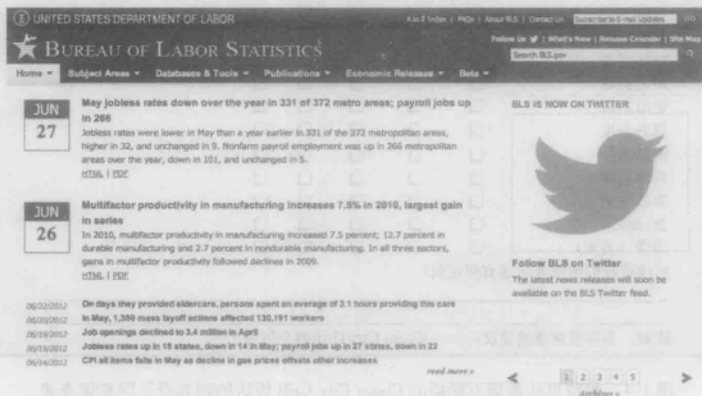 UNITED STATES DEPARTMENT OF LABOR
A to Z Index | FAQs | About BLS | Contact Us Subscribe to E-mail Updates GO
Follow Us | What's New | Release Calendar | Site Map
BUREAU OF LABOR STATISTICS
Search BLS.gov
Home Subject Areas Databases & Tools Publications Economic Releases Beta
JUN
27
May jobless rates down over the year in 331 of 372 metro areas; payroll jobs up
in 266
Jobless rates were lower in May than a year earlier in 331 of the 372 metropolitan areas,
higher in 32, and unchanged in 9. Nonfarm payroll employment was up in 266 metropolitan
areas over the year, down in 101, and unchanged in 5.
HTML | PDF
JUN
26
Multifactor productivity in manufacturing increases 7.5% in 2010, largest gain
in series
In 2010, multifactor productivity in manufacturing increased 7.5 percent; 12.7 percent in
durable manufacturing and 2.7 percent in nondurable manufacturing. In all three sectors,
gains in multifactor productivity followed declines in 2009.
HTML | PDF
On days they provided eldercare, persons spent an average of 3.1 hours providing this care
In May, 1,386 mass layoff actions affected 130,191 workers
Job openings declined to 3.4 million in April
Jobless rates up in 18 states, down in 14 in May; payroll jobs up in 27 states, down in 22
06/14/2012 CPI all items falls in May as decline in gas prices offsets other increases
read more »
BLS IS NOW ON TWITTER
Follow BLS on Twitter
The latest news releases will soon be
available on the BLS Twitter feed.
< 1 2 3 4 5 >
Archives »